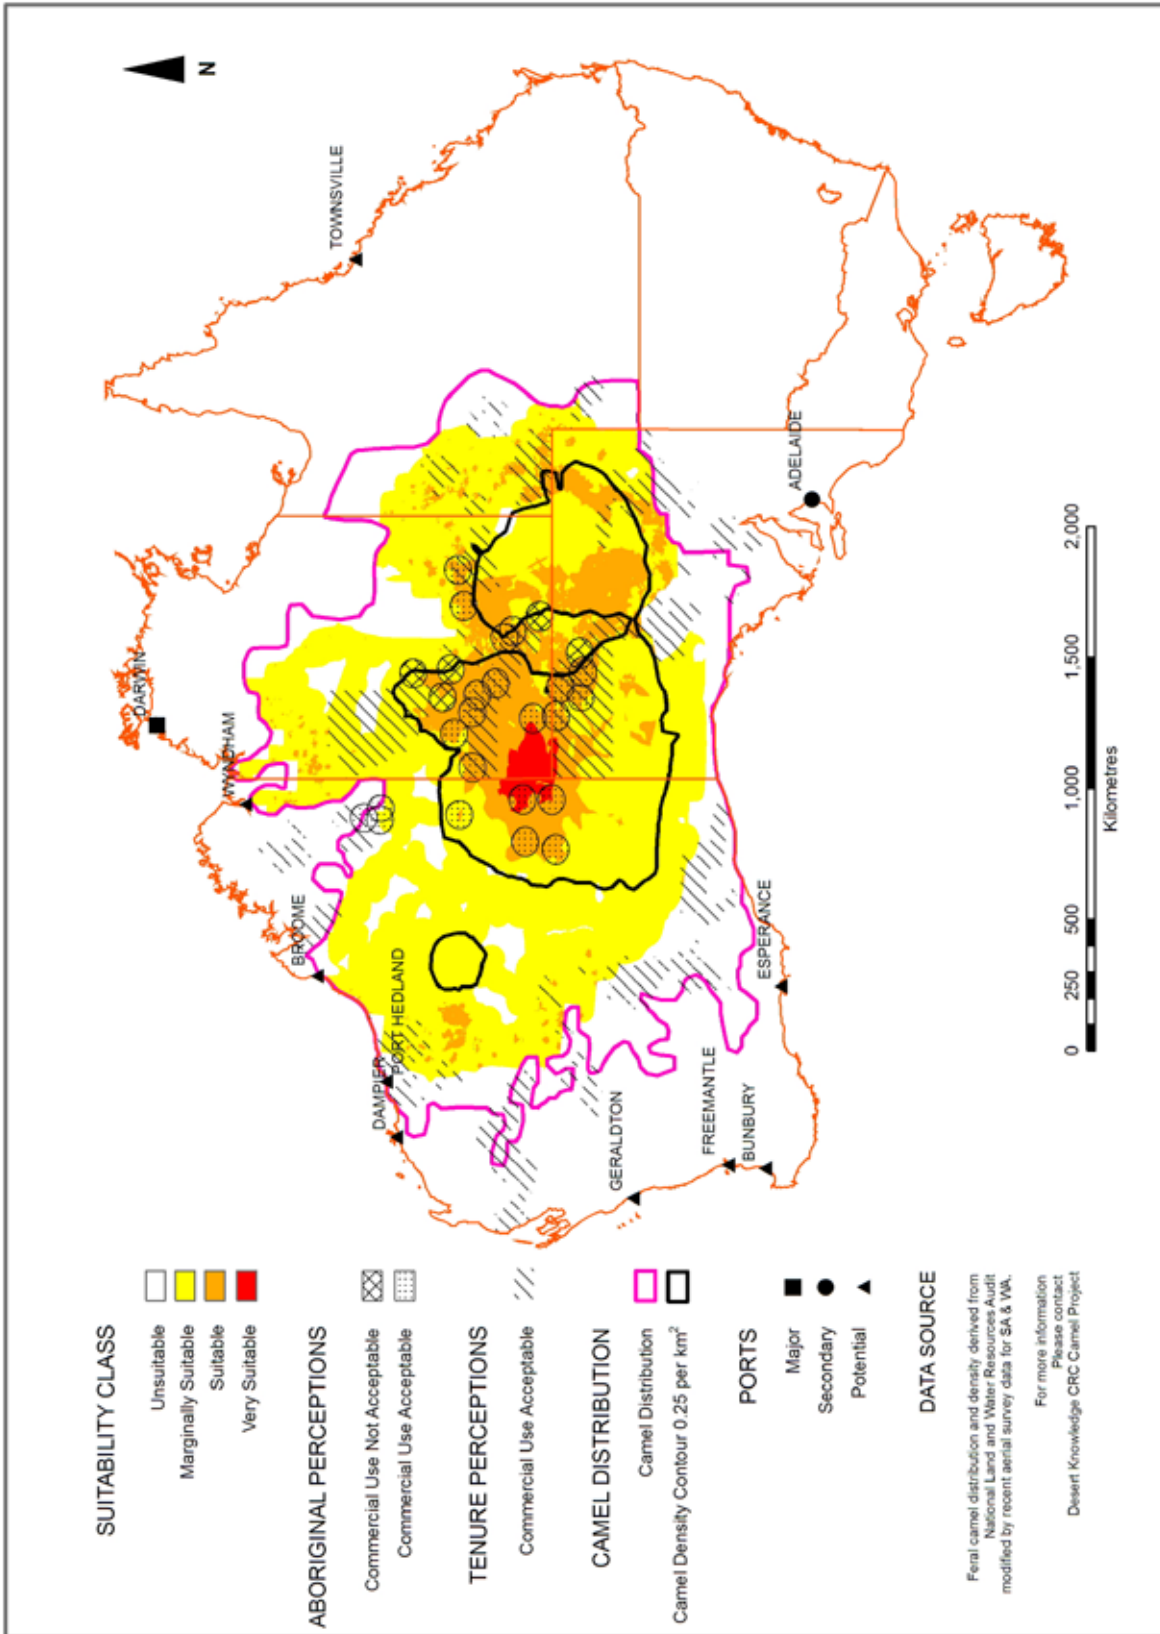 SUITABILITY CLASS
Unsuitable
Marginally Suitable
Suitable
Very Suitable
ABORIGINAL PERCEPTIONS
Commercial Use Not Acceptable
Commercial Use Acceptable
TENURE PERCEPTIONS
Commercial Use Acceptable
CAMEL DISTRIBUTION
Camel Distribution
Camel Density Contour 0.25 per km²
PORTS
Major
Secondary
Potential
DATA SOURCE
Feral camel distribution and density derived from
National Land and Water Resources Audit
modified by recent aerial survey data for SA & WA.
For more information
Please contact
Desert Knowledge CRC Camel Project
N
DARWIN
WYNDHAM
TOWNSVILLE
BROOME
PORT HEDLAND
DAMPIER
GERALDTON
FREEMANTLE
BUNBURY
ESPERANCE
ADELAIDE
0 250 500 1,000 1,500 2,000
Kilometres